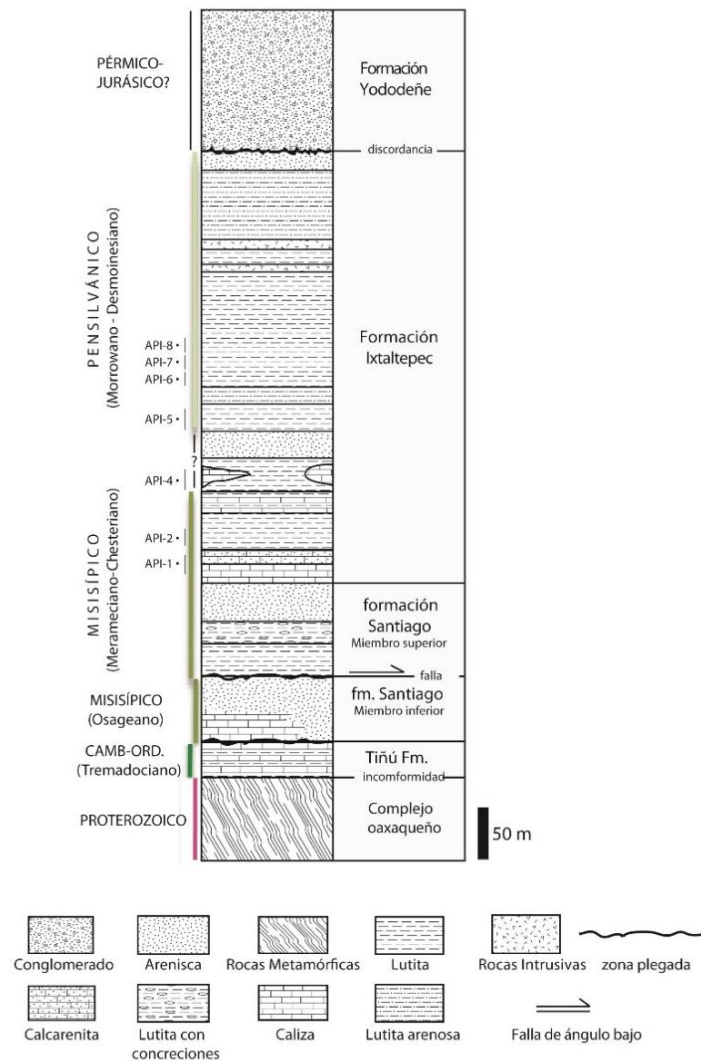 PÉRMICO-
JURÁSICO?
Formación
Yododeñe
discordancia
PENSILVÁNICO
(Morrowano - Desmoinesiano)
Formación
Ixtaltepec
API-8
API-7
API-6
API-5
?
API-4
MISISÍPICO
(Merameciano-Chesteriano)
API-2
API-1
formación
Santiago
Miembro superior
falla
MISISÍPICO
(Osageano)
fm. Santiago
Miembro inferior
CAMB-ORD.
(Tremadociano)
Tiñú Fm.
incomformidad
PROTEROZOICO
Complejo
oaxaqueño
50 m
Conglomerado
Arenisca
Rocas Metamórficas
Lutita
Rocas Intrusivas
zona plegada
Calcarenita
Lutita con
concreciones
Caliza
Lutita arenosa
Falla de ángulo bajo